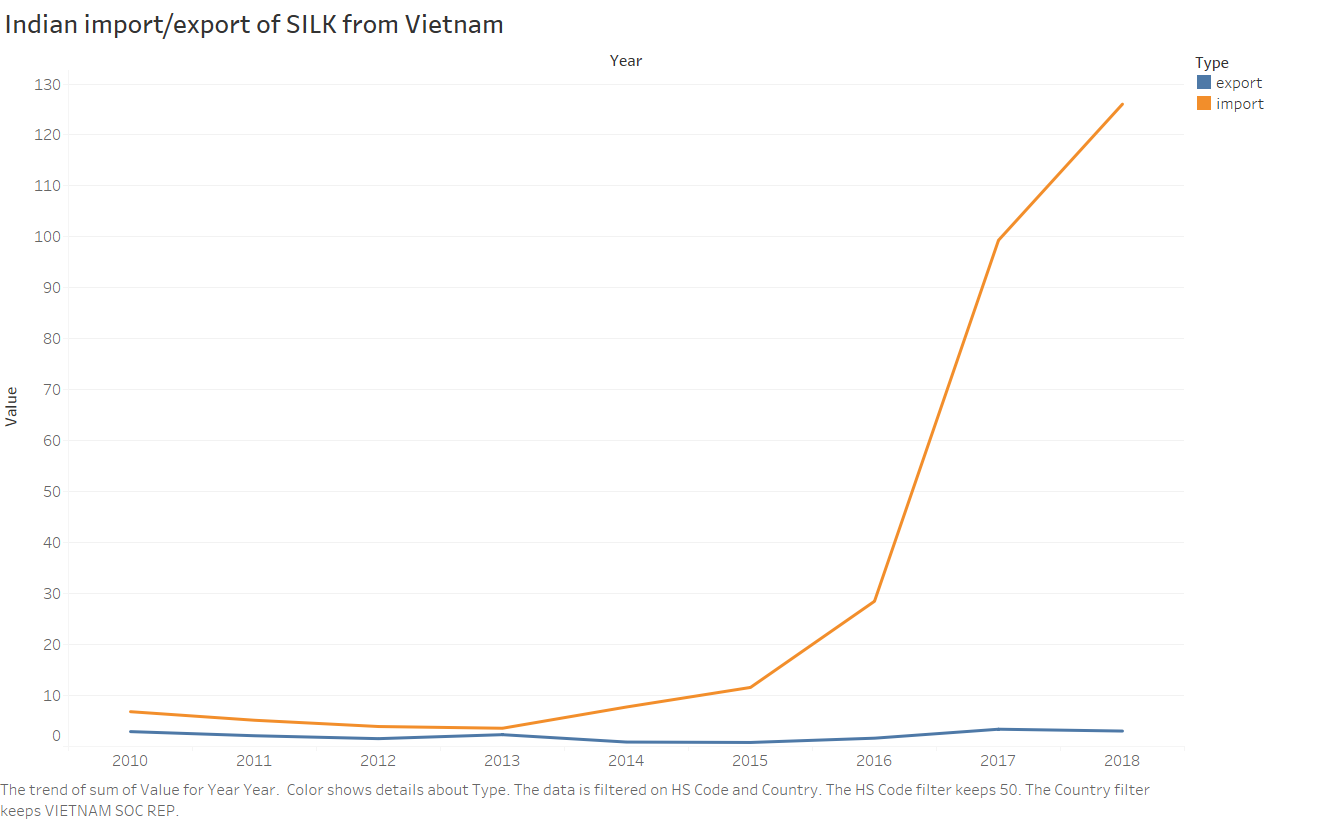 Indian import/export of SILK from Vietnam
Year
Type
export
import
130
120
110
100
90
80
70
60
50
40
30
20
10
0
Value
2010 2011 2012 2013 2014 2015 2016 2017 2018
The trend of sum of Value for Year Year.  Color shows details about Type. The data is filtered on HS Code and Country. The HS Code filter keeps 50. The Country filter
keeps VIETNAM SOC REP.